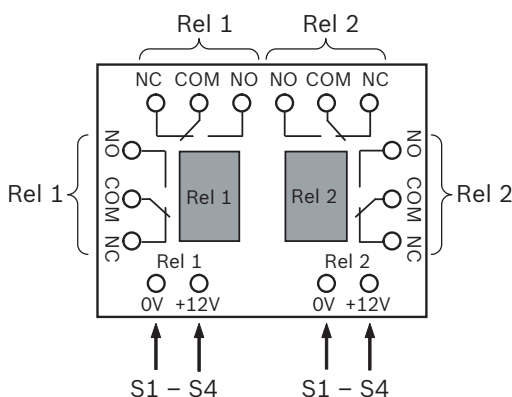 Rel 1 Rel 2
NC COM NO NO COM NC
NO
COM
NC
Rel 1
Rel 1
Rel 2
NO
COM
NC
Rel 2
Rel 1 Rel 2
0V +12V 0V +12V
S1 – S4 S1 – S4